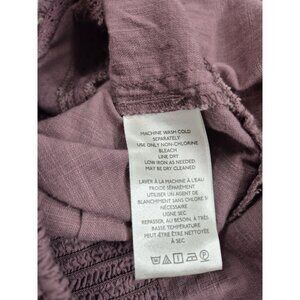 MACHINE WASH COLD
SEPARATELY
USE ONLY NON-CHLORINE
BLEACH
LINE DRY
LOW IRON AS NEEDED
MAY BE DRY CLEANED
LAVER À LA MACHINE À L'EAU
FROIDE SÉPARÉMENT
UTILISER UN AGENT DE
BLANCHIMENT SANS CHLORE SI
NÉCESSAIRE
LIGNE SEC
REPASSER, AU BESOIN, À TRÈS
BASSE TEMPÉRATURE
PEUT-ÊTRE ÊTRE NETTOYÉE
À SEC